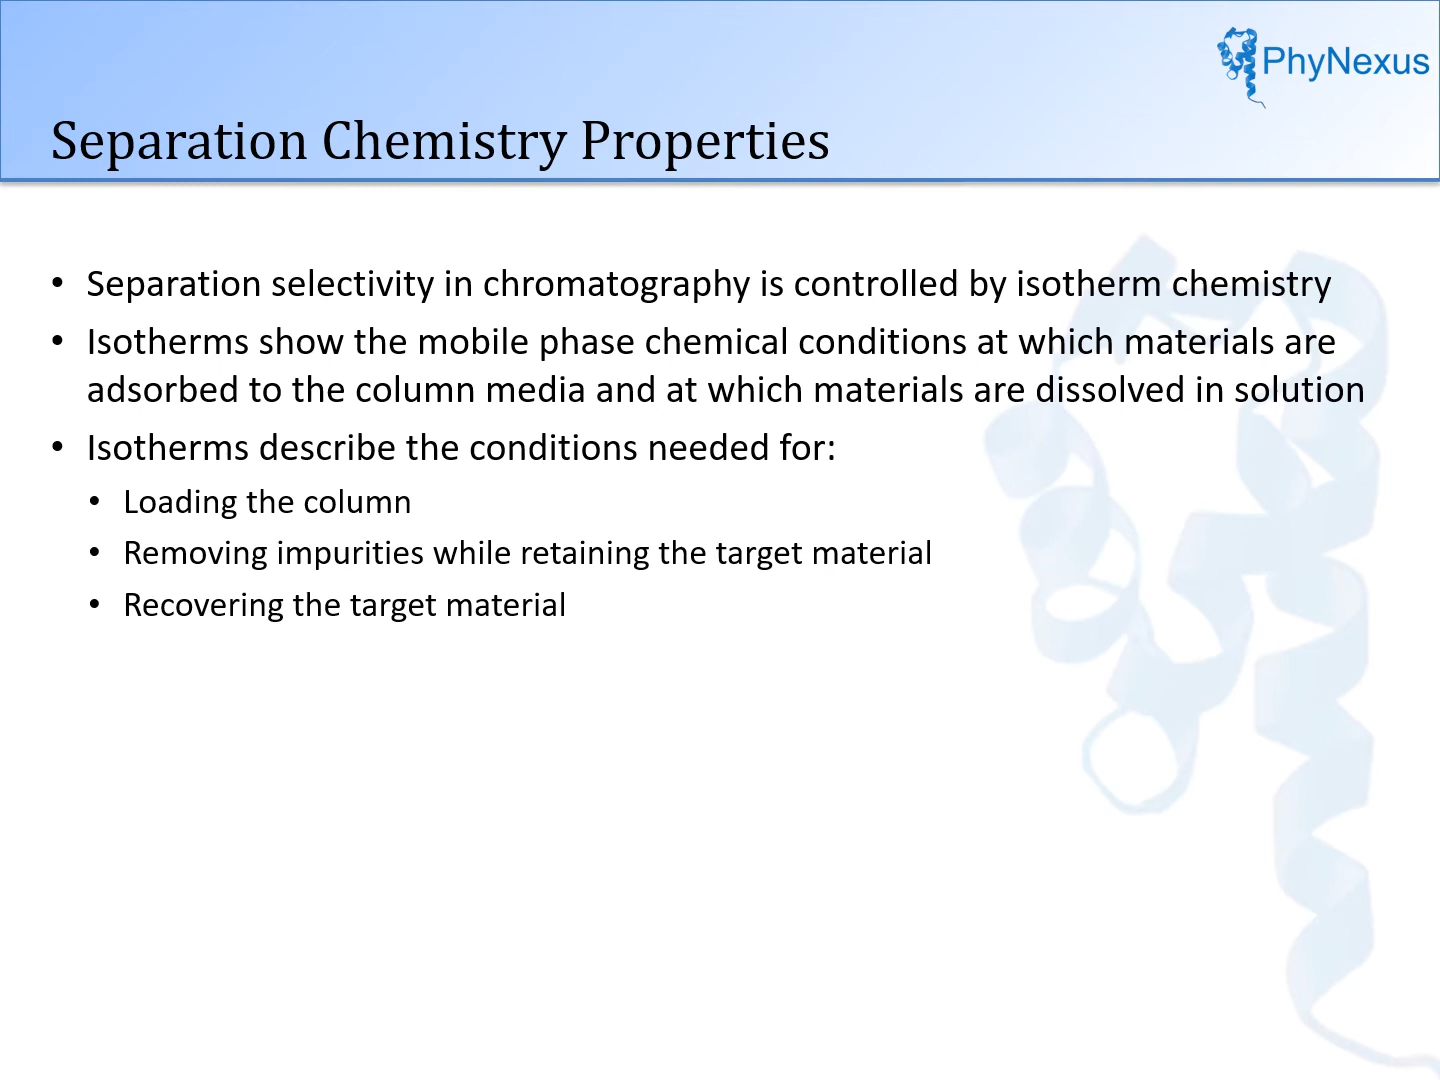 PhyNexus
Separation Chemistry Properties
• Separation selectivity in chromatography is controlled by isotherm chemistry
• Isotherms show the mobile phase chemical conditions at which materials are
adsorbed to the column media and at which materials are dissolved in solution
• Isotherms describe the conditions needed for:
• Loading the column
• Removing impurities while retaining the target material
• Recovering the target material